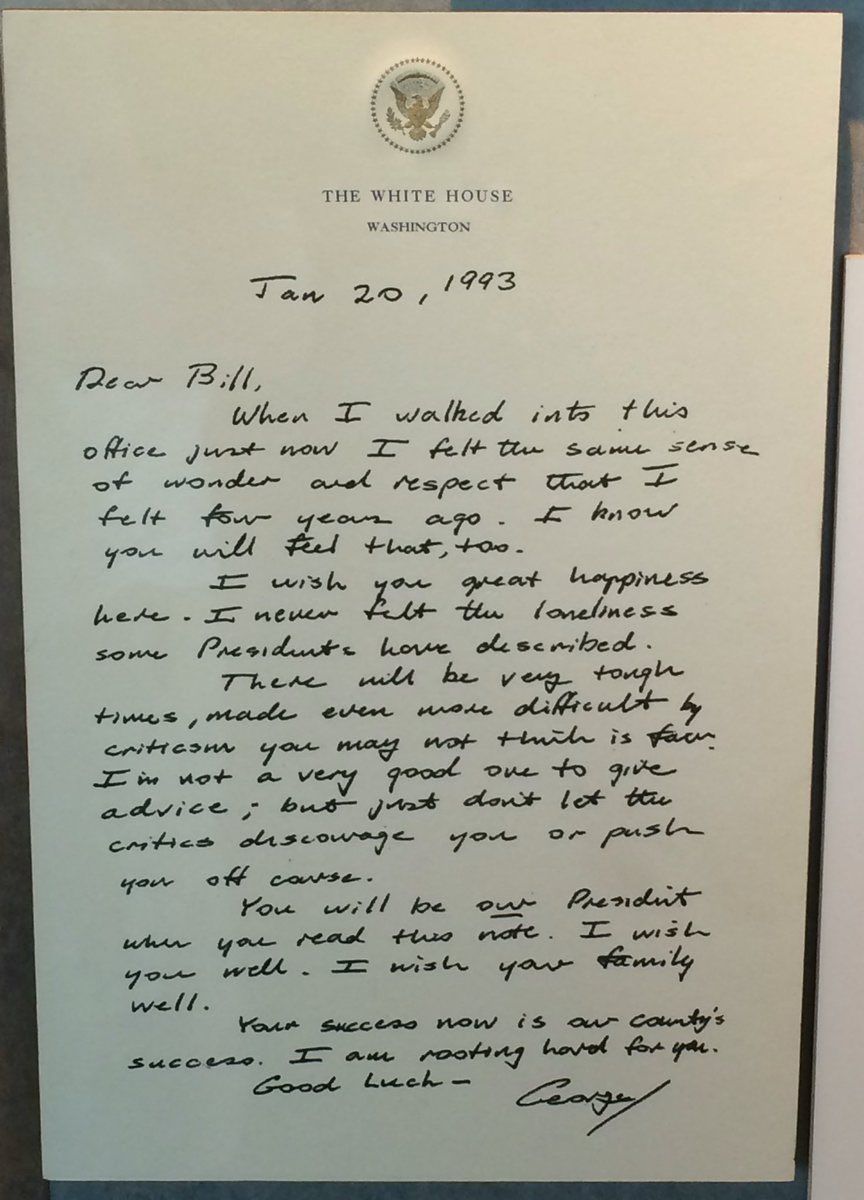 THE WHITE HOUSE
WASHINGTON
Jan 20, 1993
Dear Bill,
When I walked into this
office just now I felt the same sense
of wonder and respect that I
felt four years ago. I know
you will feel that, too.
I wish you great happiness
here. I never felt the loneliness
some Presidents have described.
There will be very tough
times, made even more difficult by
criticism you may not think is fair.
I'm not a very good one to give
advice; but just don't let the
critics discourage you or push
you off course.
You will be our President
when you read this note. I wish
you well. I wish your family
well.
Your success now is our country's
success. I am rooting hard for you.
Good Luck -
George